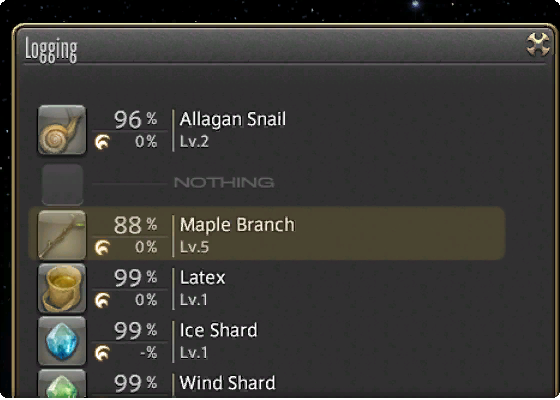 Logging
96 % Allagan Snail
0% Lv.2
NOTHING
88 % Maple Branch
0% Lv.5
99 % Latex
0% Lv.1
99 % Ice Shard
-% Lv.1
99 % Wind Shard